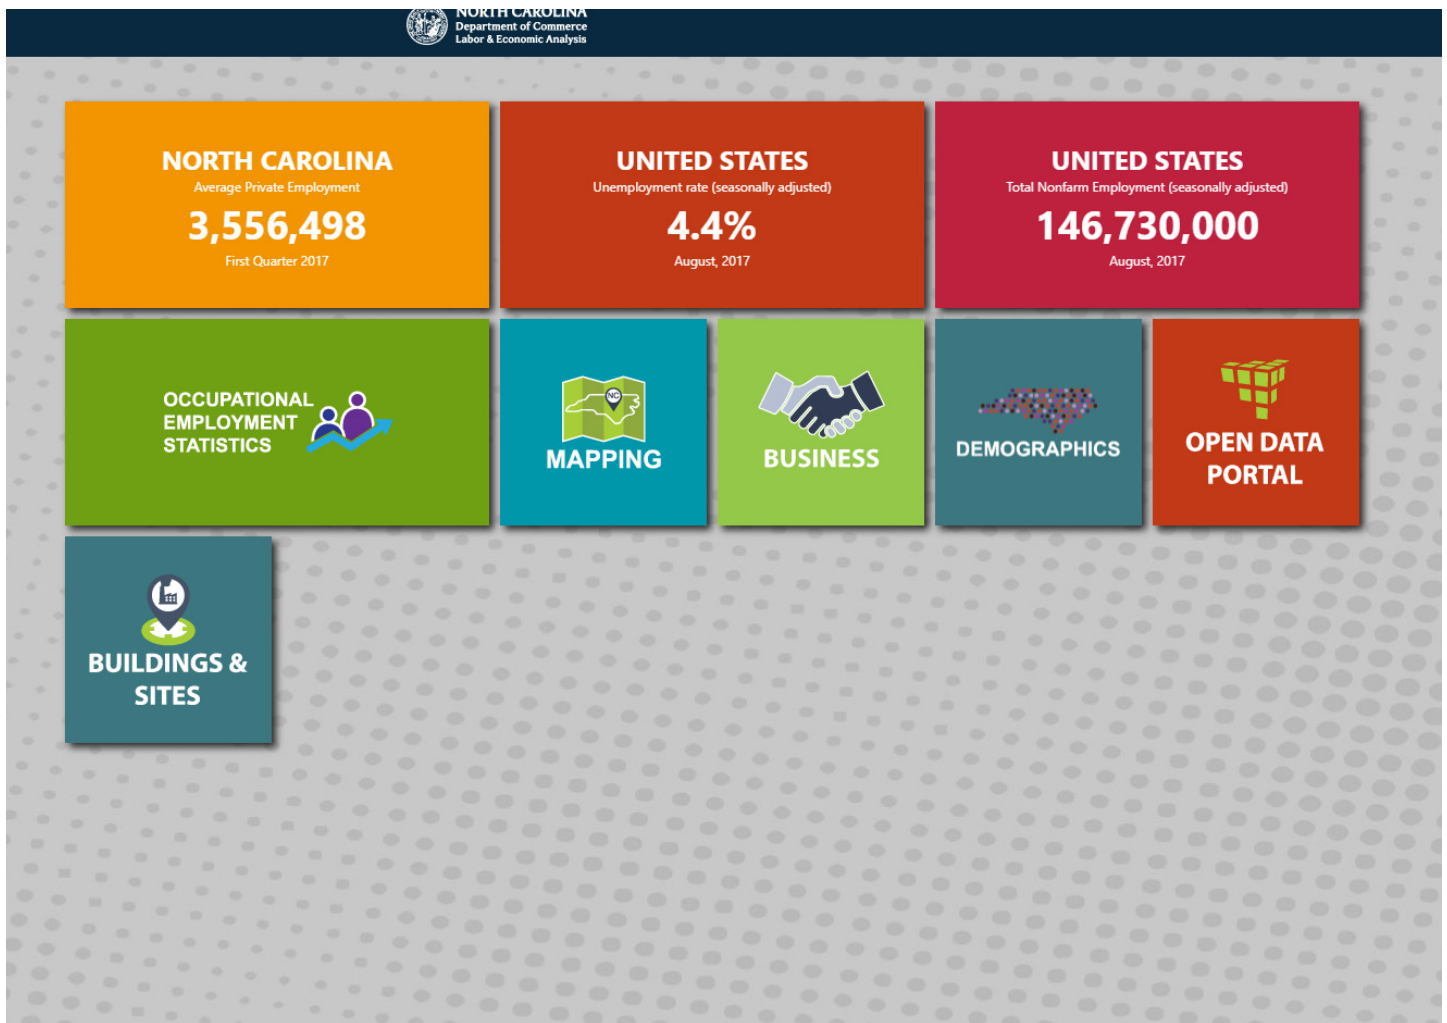 NORTH CAROLINA
Department of Commerce
Labor & Economic Analysis
NORTH CAROLINA
Average Private Employment
3,556,498
First Quarter 2017
UNITED STATES
Unemployment rate (seasonally adjusted)
4.4%
August, 2017
UNITED STATES
Total Nonfarm Employment (seasonally adjusted)
146,730,000
August, 2017
OCCUPATIONAL
EMPLOYMENT
STATISTICS
NC
MAPPING
BUSINESS
DEMOGRAPHICS
OPEN DATA
PORTAL
BUILDINGS &
SITES